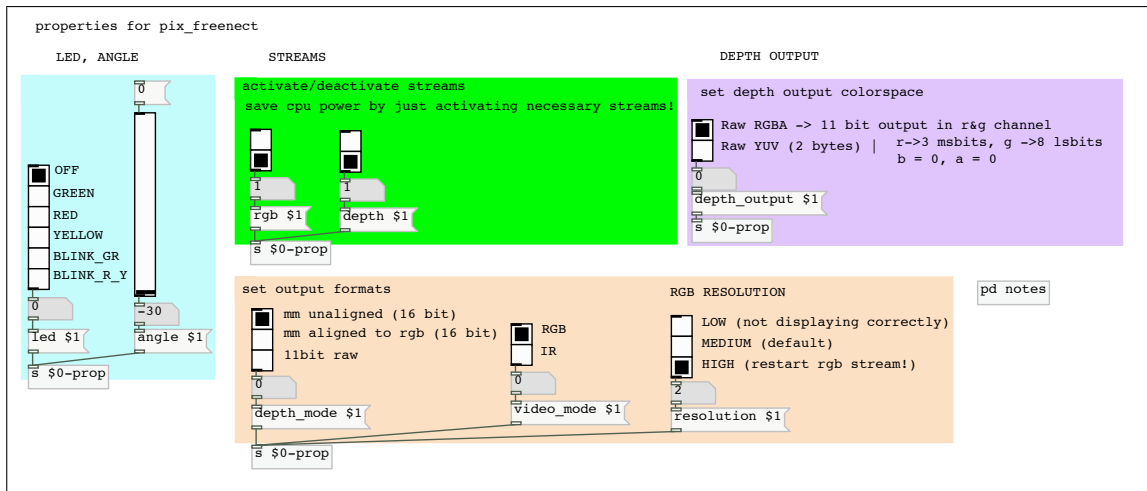 properties for pix_freenect
LED, ANGLE
0
OFF
GREEN
RED
YELLOW
BLINK_GR
BLINK_R_Y
0
-30
led $1
angle $1
s $0-prop
STREAMS
activate/deactivate streams
save cpu power by just activating necessary streams!
1
1
rgb $1
depth $1
s $0-prop
DEPTH OUTPUT
set depth output colorspace
Raw RGBA -> 11 bit output in r&g channel
Raw YUV (2 bytes) | r->3 msbits, g ->8 lsbits
b = 0, a = 0
0
depth_output $1
s $0-prop
set output formats
mm unaligned (16 bit)
mm aligned to rgb (16 bit)
11bit raw
0
depth_mode $1
RGB
IR
0
video_mode $1
RGB RESOLUTION
LOW (not displaying correctly)
MEDIUM (default)
HIGH (restart rgb stream!)
2
resolution $1
s $0-prop
pd notes